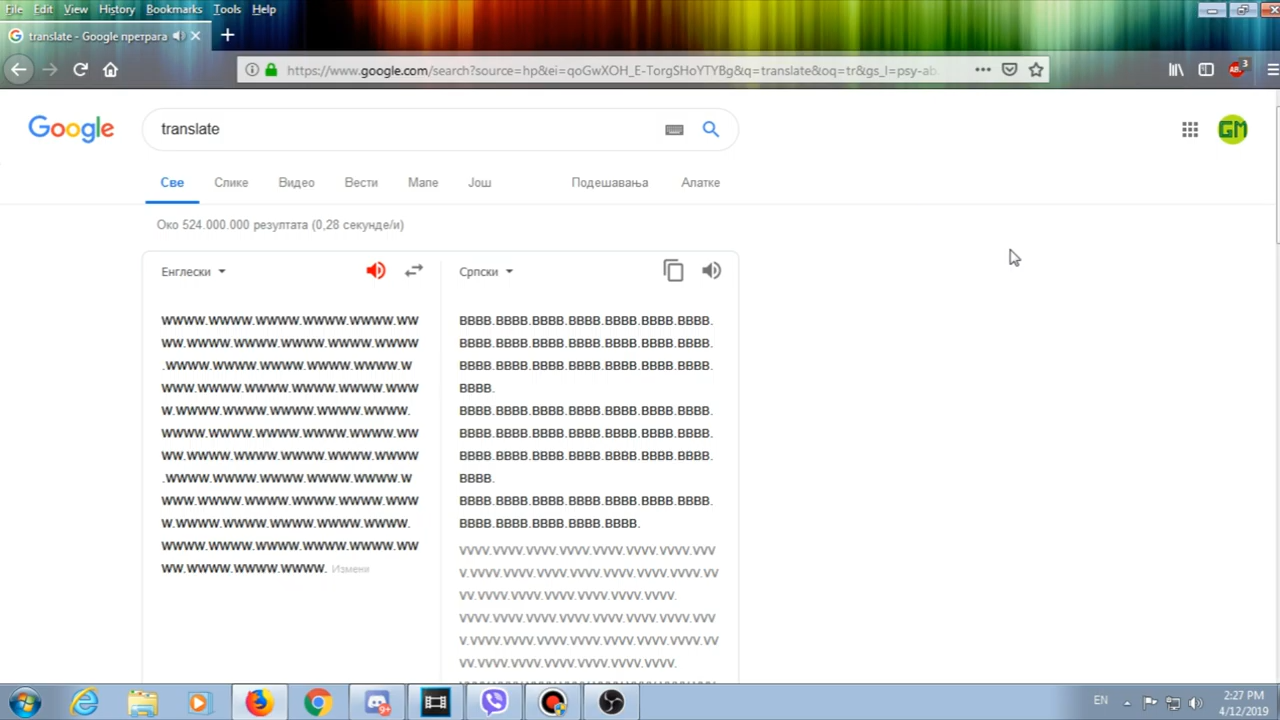 File Edit View History Bookmarks Tools Help
translate - Google претрага
https://www.google.com/search?source=hp&ei=qoGwXOH_E-TorgSHoYTYBg&q=translate&oq=tr&gs_l=psy-ab
ABP 3
Google
translate
GM
Све Слике Видео Вести Мапе Још Подешавања Алатке
Око 524.000.000 резултата (0,28 секунде/и)
Енглески
wwww.wwww.wwww.wwww.wwww.ww
ww.wwww.wwww.wwww.wwww.wwww
.wwww.wwww.wwww.wwww.wwww.w
www.wwww.wwww.wwww.wwww.www
w.wwww.wwww.wwww.wwww.wwww.
wwww.wwww.wwww.wwww.wwww.ww
ww.wwww.wwww.wwww.wwww.wwww
.wwww.wwww.wwww.wwww.wwww.w
www.wwww.wwww.wwww.wwww.www
w.wwww.wwww.wwww.wwww.wwww.
wwww.wwww.wwww.wwww.wwww.ww
ww.wwww.wwww.wwww. Измени
Српски
ВВВВ.ВВВВ.ВВВВ.ВВВВ.ВВВВ.ВВВВ.ВВВВ.
ВВВВ.ВВВВ.ВВВВ.ВВВВ.ВВВВ.ВВВВ.ВВВВ.
ВВВВ.ВВВВ.ВВВВ.ВВВВ.ВВВВ.ВВВВ.ВВВВ.
ВВВВ.
ВВВВ.ВВВВ.ВВВВ.ВВВВ.ВВВВ.ВВВВ.ВВВВ.
ВВВВ.ВВВВ.ВВВВ.ВВВВ.ВВВВ.ВВВВ.ВВВВ.
ВВВВ.ВВВВ.ВВВВ.ВВВВ.ВВВВ.ВВВВ.ВВВВ.
ВВВВ.
ВВВВ.ВВВВ.ВВВВ.ВВВВ.ВВВВ.ВВВВ.ВВВВ.
ВВВВ.ВВВВ.ВВВВ.ВВВВ.ВВВВ.
vvvv.vvvv.vvvv.vvvv.vvvv.vvvv.vvvv.vvv
v.vvvv.vvvv.vvvv.vvvv.vvvv.vvvv.vvvv.vv
vv.vvvv.vvvv.vvvv.vvvv.vvvv.vvvv.
vvvv.vvvv.vvvv.vvvv.vvvv.vvvv.vvvv.vvv
v.vvvv.vvvv.vvvv.vvvv.vvvv.vvvv.vvvv.vv
vv.vvvv.vvvv.vvvv.vvvv.vvvv.vvvv.
EN
2:27 PM
4/12/2019